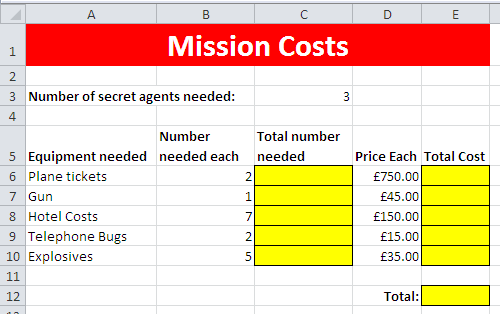 A B C D E
1 Mission Costs
2
3 Number of secret agents needed: 3
4
Number Total number
5 Equipment needed needed each needed Price Each Total Cost
6 Plane tickets 2 £750.00
7 Gun 1 £45.00
8 Hotel Costs 7 £150.00
9 Telephone Bugs 2 £15.00
10 Explosives 5 £35.00
11
12 Total: